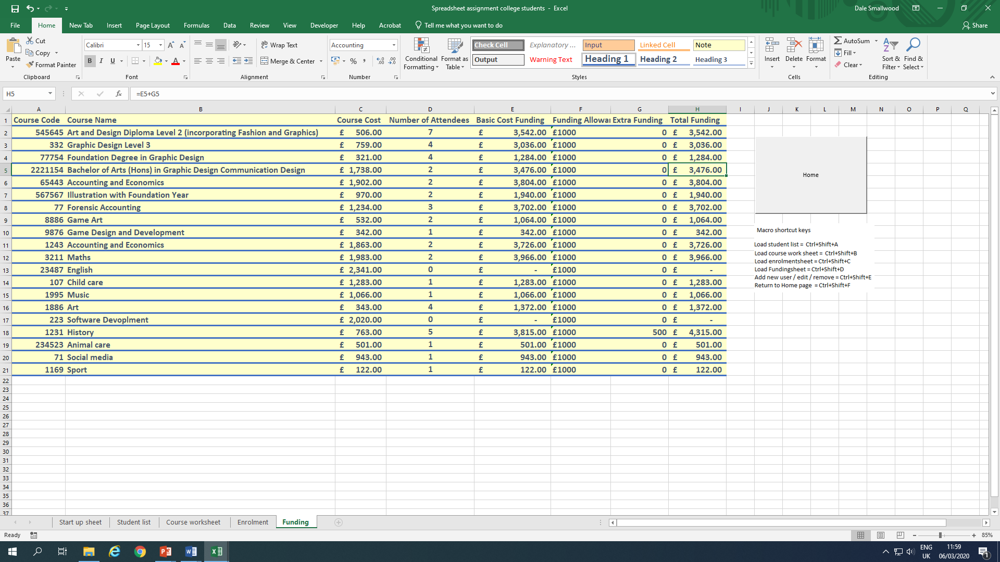 Spreadsheet assignment college students - Excel
Dale Smallwood
File Home New Tab Insert Page Layout Formulas Data Review View Developer Help Acrobat Tell me what you want to do Share
Paste Cut Copy Format Painter Clipboard
Calibri 15 B I U Font
Wrap Text Merge & Center Alignment
Accounting % Number
Conditional Formatting Format as Table
Check Cell Explanatory ... Input Linked Cell Note
Output Warning Text Heading 1 Heading 2 Heading 3
Styles
Insert Delete Format Cells
AutoSum Fill Clear Sort & Filter Find & Select Editing
H5 fx =E5+G5
A B C D E F G H I J K L M N O P Q
1 Course Code Course Name Course Cost Number of Attendees Basic Cost Funding Funding Allowa Extra Funding Total Funding
2 545645 Art and Design Diploma Level 2 (incorporating Fashion and Graphics) £ 506.00 7 £ 3,542.00 £1000 0 £ 3,542.00
3 332 Graphic Design Level 3 £ 759.00 4 £ 3,036.00 £1000 0 £ 3,036.00
4 77754 Foundation Degree in Graphic Design £ 321.00 4 £ 1,284.00 £1000 0 £ 1,284.00
5 2221154 Bachelor of Arts (Hons) in Graphic Design Communication Design £ 1,738.00 2 £ 3,476.00 £1000 0 £ 3,476.00
6 65443 Accounting and Economics £ 1,902.00 2 £ 3,804.00 £1000 0 £ 3,804.00
7 567567 Illustration with Foundation Year £ 970.00 2 £ 1,940.00 £1000 0 £ 1,940.00
8 77 Forensic Accounting £ 1,234.00 3 £ 3,702.00 £1000 0 £ 3,702.00
9 8886 Game Art £ 532.00 2 £ 1,064.00 £1000 0 £ 1,064.00
10 9876 Game Design and Development £ 342.00 1 £ 342.00 £1000 0 £ 342.00
11 1243 Accounting and Economics £ 1,863.00 2 £ 3,726.00 £1000 0 £ 3,726.00
12 3211 Maths £ 1,983.00 2 £ 3,966.00 £1000 0 £ 3,966.00
13 23487 English £ 2,341.00 0 £ - £1000 0 £ -
14 107 Child care £ 1,283.00 1 £ 1,283.00 £1000 0 £ 1,283.00
15 1995 Music £ 1,066.00 1 £ 1,066.00 £1000 0 £ 1,066.00
16 1886 Art £ 343.00 4 £ 1,372.00 £1000 0 £ 1,372.00
17 223 Software Devoplment £ 2,020.00 0 £ - £1000 0 £ -
18 1231 History £ 763.00 5 £ 3,815.00 £1000 500 £ 4,315.00
19 234523 Animal care £ 501.00 1 £ 501.00 £1000 0 £ 501.00
20 71 Social media £ 943.00 1 £ 943.00 £1000 0 £ 943.00
21 1169 Sport £ 122.00 1 £ 122.00 £1000 0 £ 122.00
22
23
24
25
26
27
28
29
30
31
32
33
34
35
36
37
Home
Macro shortcut keys
Load student list = Ctrl+Shift+A
Load course work sheet = Ctrl+Shift+B
Load enrolmentsheet = Ctrl+Shift+C
Load Fundingsheet = Ctrl+Shift+D
Add new user / edit / remove = Ctrl+Shift+E
Return to Home page = Ctrl+Shift+F
Start up sheet Student list Course worksheet Enrolment Funding
Ready 85%
ENG 11:59
UK 06/03/2020
1